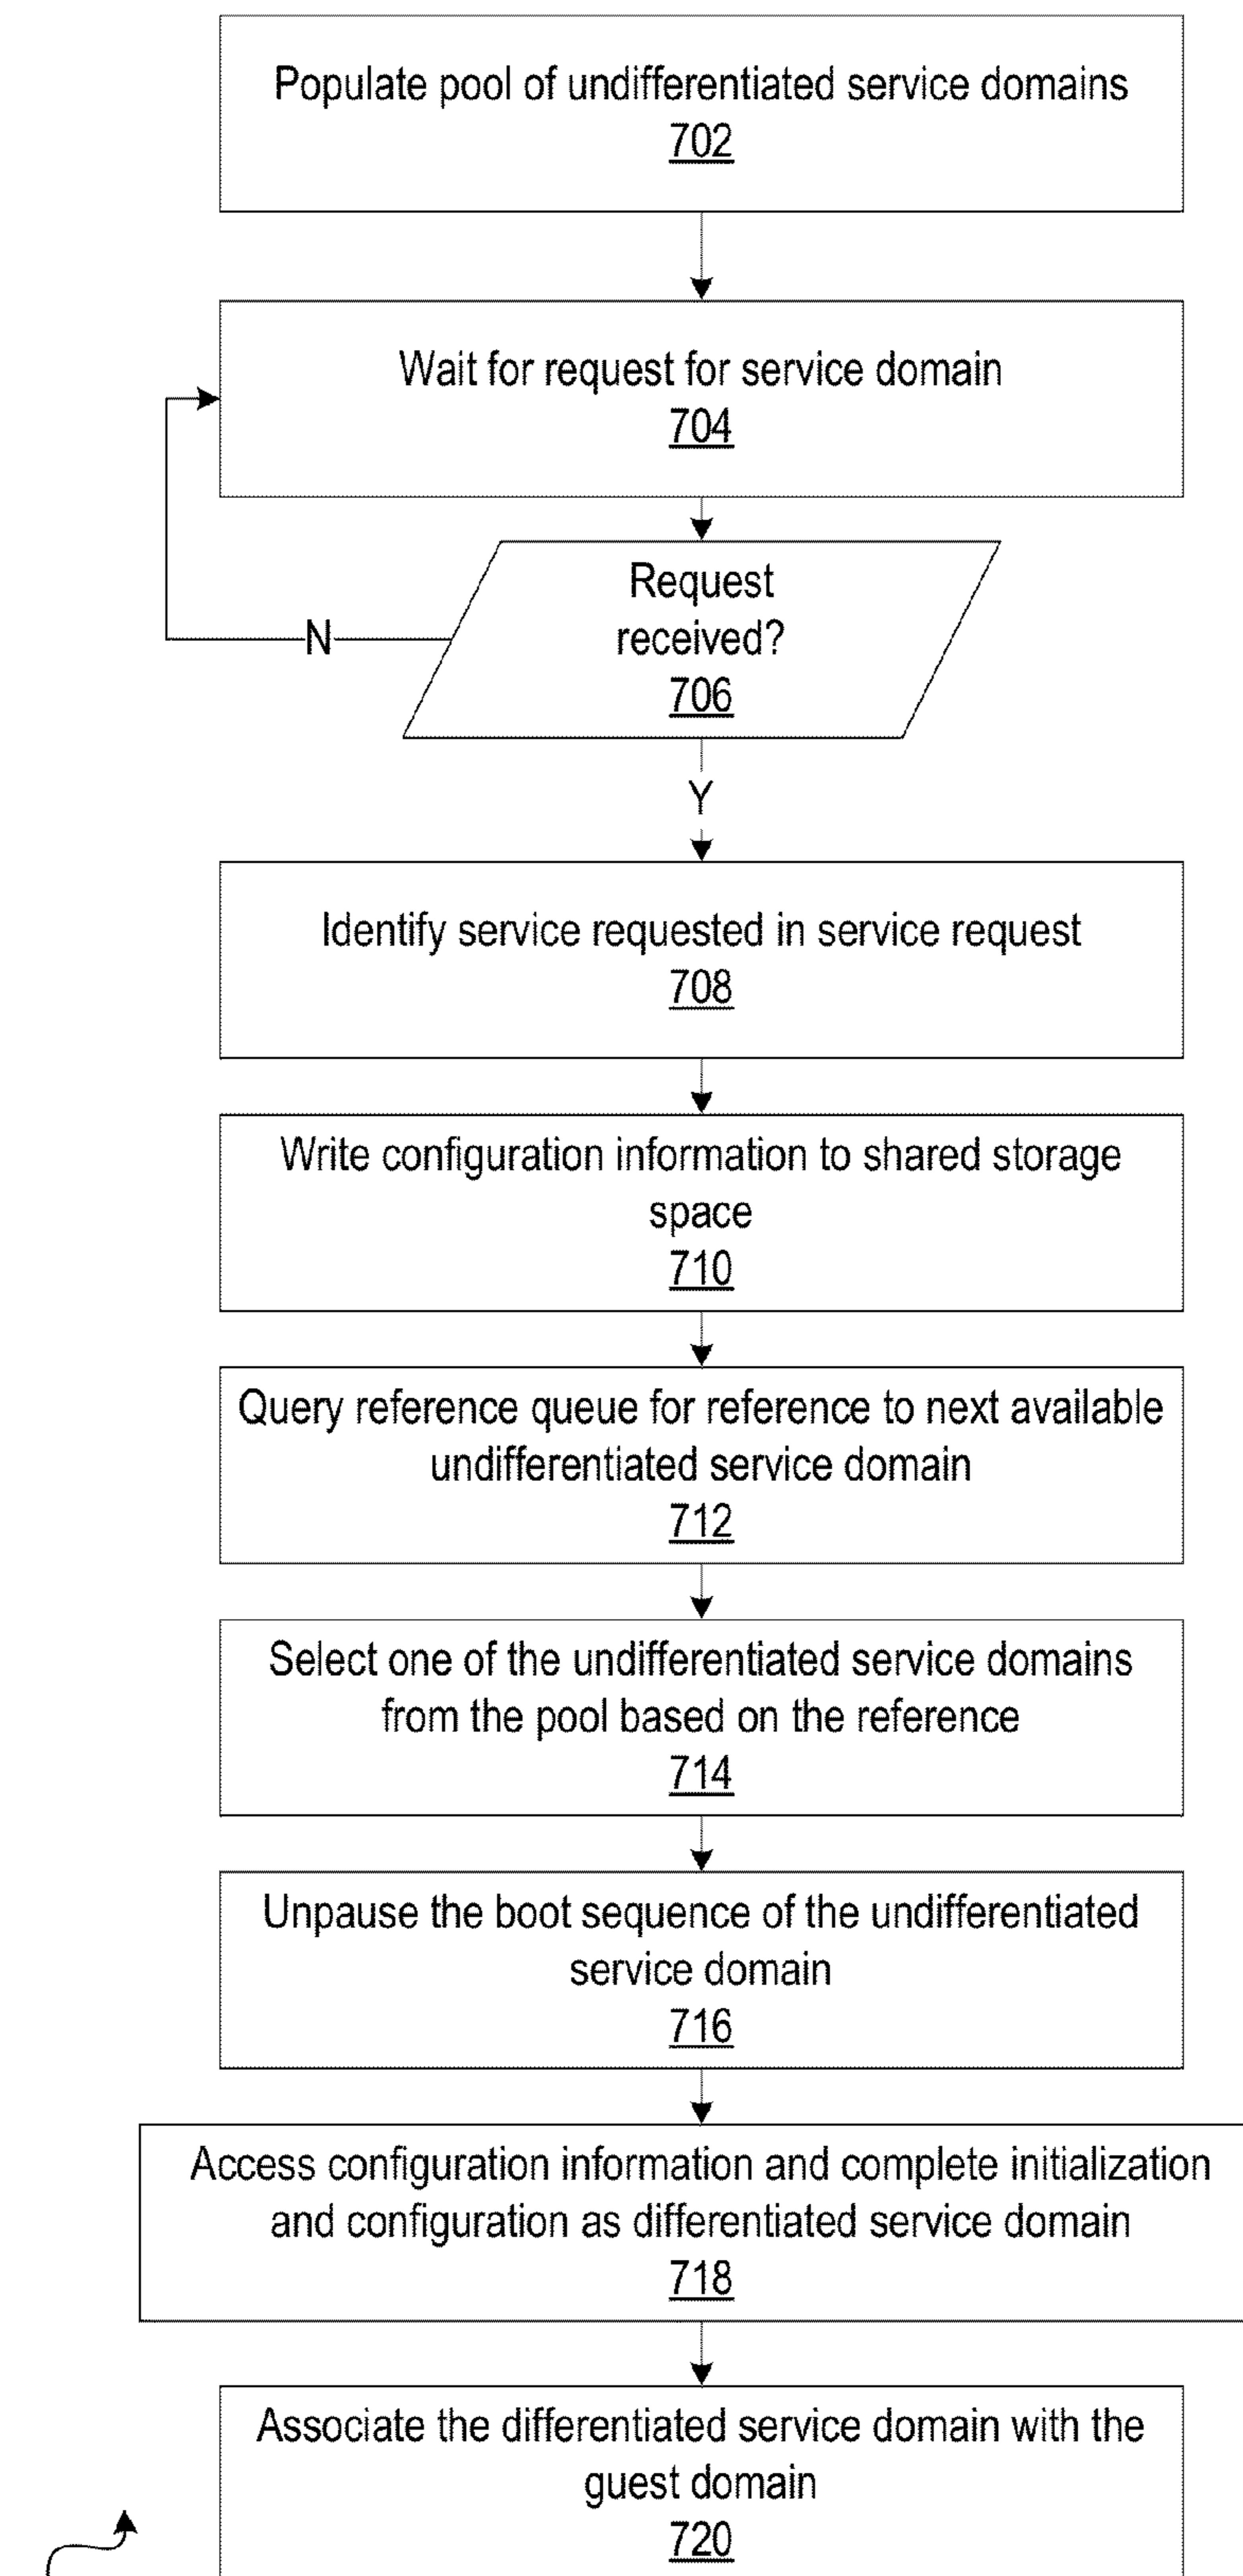 Populate pool of undifferentiated service domains
702
Wait for request for service domain
704
Request
received?
706
N
Y
Identify service requested in service request
708
Write configuration information to shared storage
space
710
Query reference queue for reference to next available
undifferentiated service domain
712
Select one of the undifferentiated service domains
from the pool based on the reference
714
Unpause the boot sequence of the undifferentiated
service domain
716
Access configuration information and complete initialization
and configuration as differentiated service domain
718
Associate the differentiated service domain with the
guest domain
720